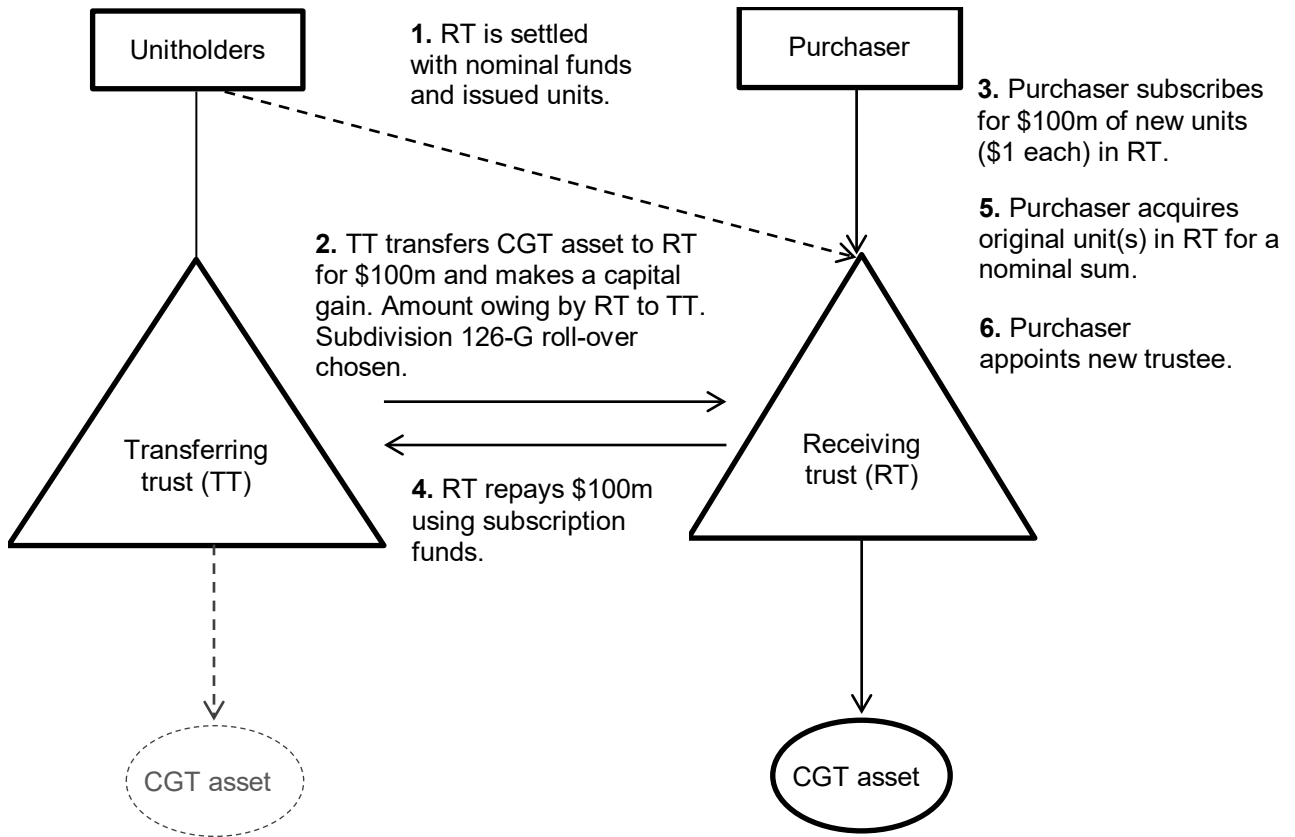 Unitholders
1. RT is settled
with nominal funds
and issued units.
Purchaser
3. Purchaser subscribes
for $100m of new units
($1 each) in RT.
5. Purchaser acquires
original unit(s) in RT for a
nominal sum.
6. Purchaser
appoints new trustee.
2. TT transfers CGT asset to RT
for $100m and makes a capital
gain. Amount owing by RT to TT.
Subdivision 126-G roll-over
chosen.
Transferring
trust (TT)
4. RT repays $100m
using subscription
funds.
Receiving
trust (RT)
CGT asset
CGT asset